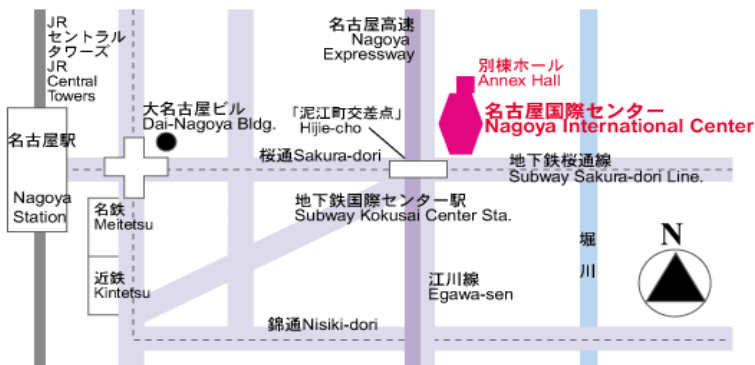 JR
セントラル
タワーズ
JR
Central
Towers
名古屋高速
Nagoya
Expressway
別棟ホール
Annex Hall
名古屋国際センター
Nagoya International Center
大名古屋ビル
Dai-Nagoya Bldg.
「泥江町交差点」
Hijie-cho
名古屋駅
Nagoya
Station
桜通Sakura-dori
地下鉄桜通線
Subway Sakura-dori Line.
名鉄
Meitetsu
地下鉄国際センター駅
Subway Kokusai Center Sta.
近鉄
Kintetsu
江川線
Egawa-sen
堀川
N
錦通Nisiki-dori